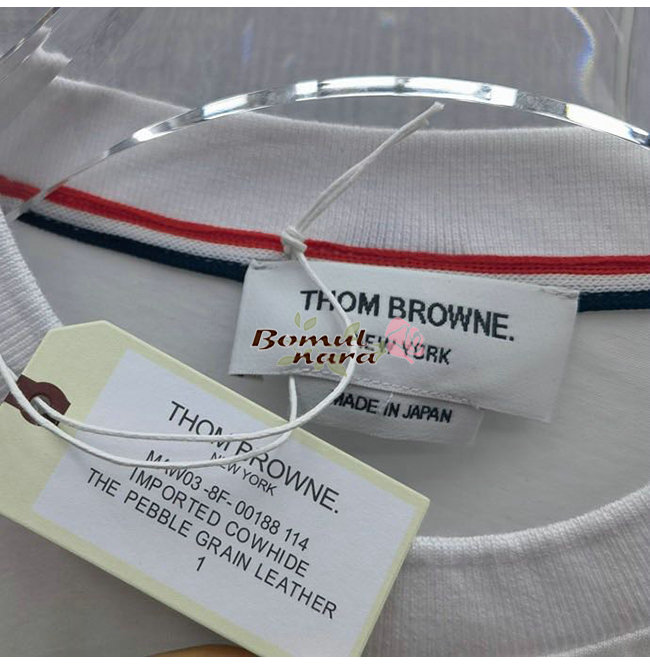 THOM BROWNE.
NEW YORK
Bomul
nara
MADE IN JAPAN
THOM BROWNE.
NEW YORK
MAW03 -8F- 00188 114
IMPORTED COWHIDE
THE PEBBLE GRAIN LEATHER
1